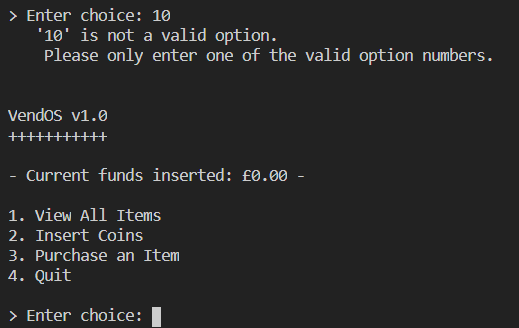 > Enter choice: 10
'10' is not a valid option.
Please only enter one of the valid option numbers.
VendOS v1.0
+++++++++++
- Current funds inserted: £0.00 -
1. View All Items
2. Insert Coins
3. Purchase an Item
4. Quit
> Enter choice: